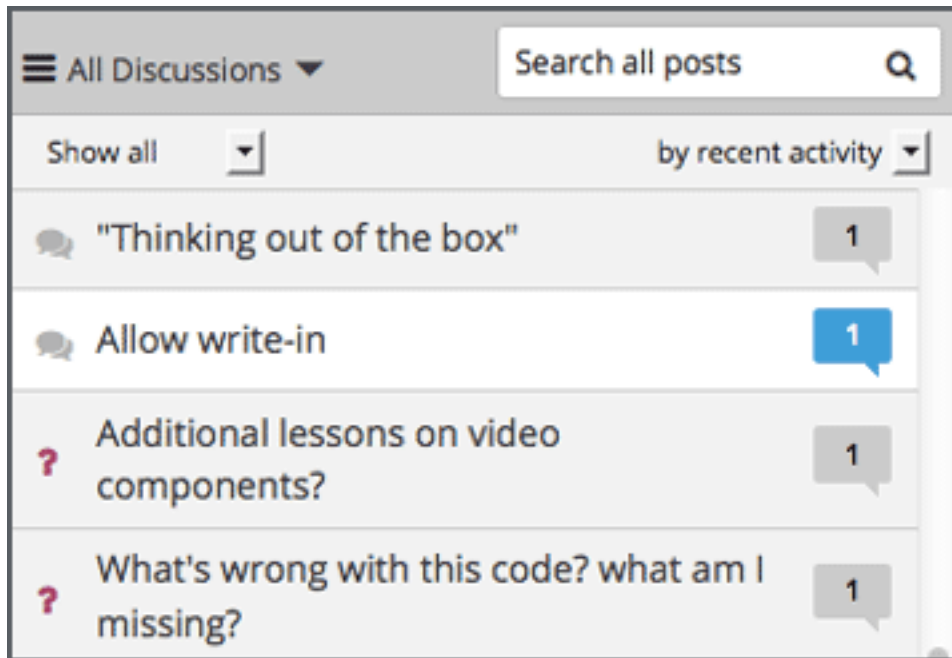 All Discussions
Search all posts
Show all
by recent activity
"Thinking out of the box"
1
Allow write-in
1
Additional lessons on video
components?
1
?
What's wrong with this code? what am I
missing?
1
?